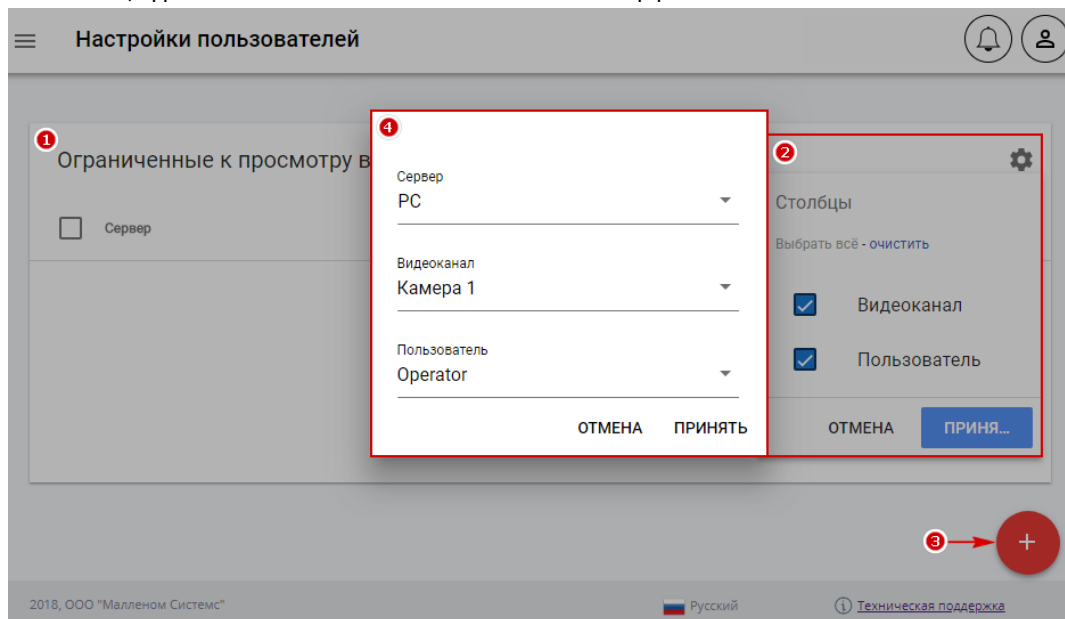 Настройки пользователей
1
Ограниченные к просмотру в
Сервер
4
Сервер
PC
Видеоканал
Камера 1
Пользователь
Operator
ОТМЕНА ПРИНЯТЬ
2
Столбцы
Выбрать всё - очистить
Видеоканал
Пользователь
ОТМЕНА ПРИНЯ...
3
+
2018, ООО "Малленом Системс" Русский Техническая поддержка